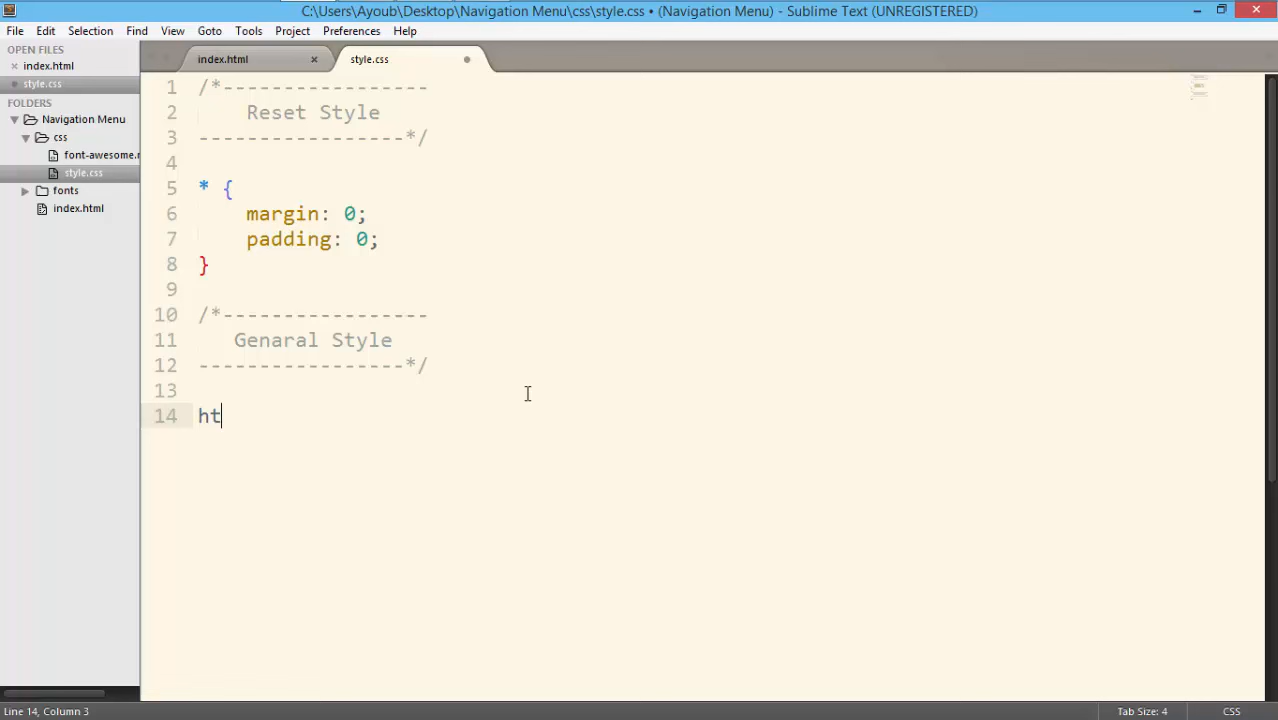 C:\Users\Ayoub\Desktop\Navigation Menu\css\style.css • (Navigation Menu) - Sublime Text (UNREGISTERED)
File Edit Selection Find View Goto Tools Project Preferences Help
OPEN FILES
index.html
style.css
FOLDERS
Navigation Menu
css
font-awesome.m
style.css
fonts
index.html
index.html
style.css
1 /*-----------------
2     Reset Style
3 -----------------*/
4
5 * {
6     margin: 0;
7     padding: 0;
8 }
9
10 /*-----------------
11    Genaral Style
12 -----------------*/
13
14 ht
Line 14, Column 3
Tab Size: 4
CSS